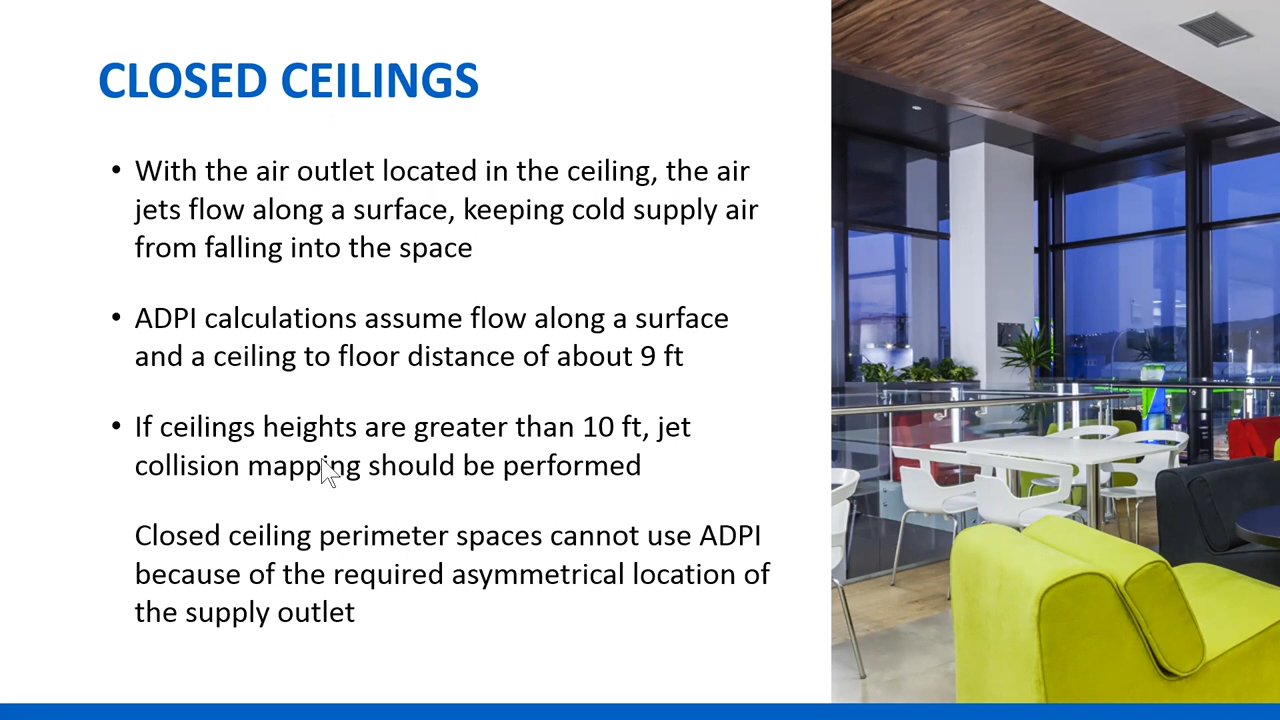 CLOSED CEILINGS
• With the air outlet located in the ceiling, the air
jets flow along a surface, keeping cold supply air
from falling into the space
• ADPI calculations assume flow along a surface
and a ceiling to floor distance of about 9 ft
• If ceilings heights are greater than 10 ft, jet
collision mapping should be performed
Closed ceiling perimeter spaces cannot use ADPI
because of the required asymmetrical location of
the supply outlet